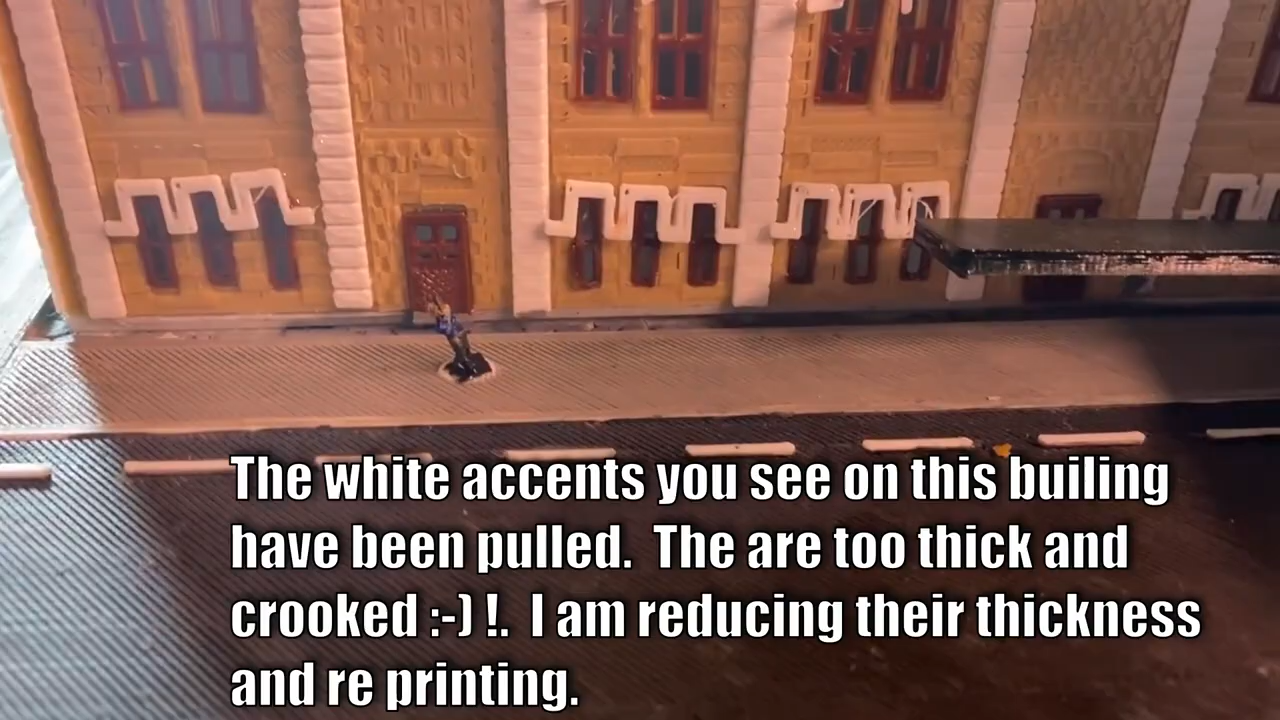 The white accents you see on this builing
have been pulled.  The are too thick and
crooked :-) !.  I am reducing their thickness
and re printing.